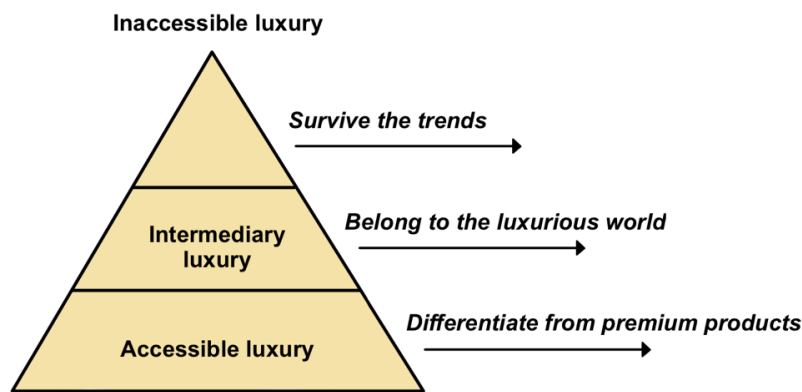 Inaccessible luxury
Survive the trends
Belong to the luxurious world
Intermediary
luxury
Differentiate from premium products
Accessible luxury